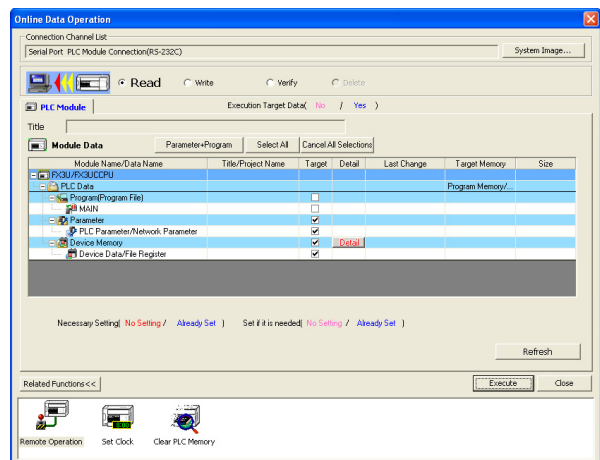 Online Data Operation
Connection Channel List
Serial Port PLC Module Connection(RS-232C)
System Image...
Read Write Verify Delete
PLC Module
Execution Target Data( No / Yes )
Title
Module Data
Parameter+Program Select All Cancel All Selections
Module Name/Data Name Title/Project Name Target Detail Last Change Target Memory Size
FX3U/FX3UCCPU
PLC Data Program Memory/...
Program(Program File)
MAIN
Parameter
PLC Parameter/Network Parameter
Device Memory Detail
Device Data/File Register
Necessary Setting( No Setting / Already Set ) Set if it is needed( No Setting / Already Set )
Refresh
Related Functions<<
Execute Close
Remote Operation Set Clock Clear PLC Memory